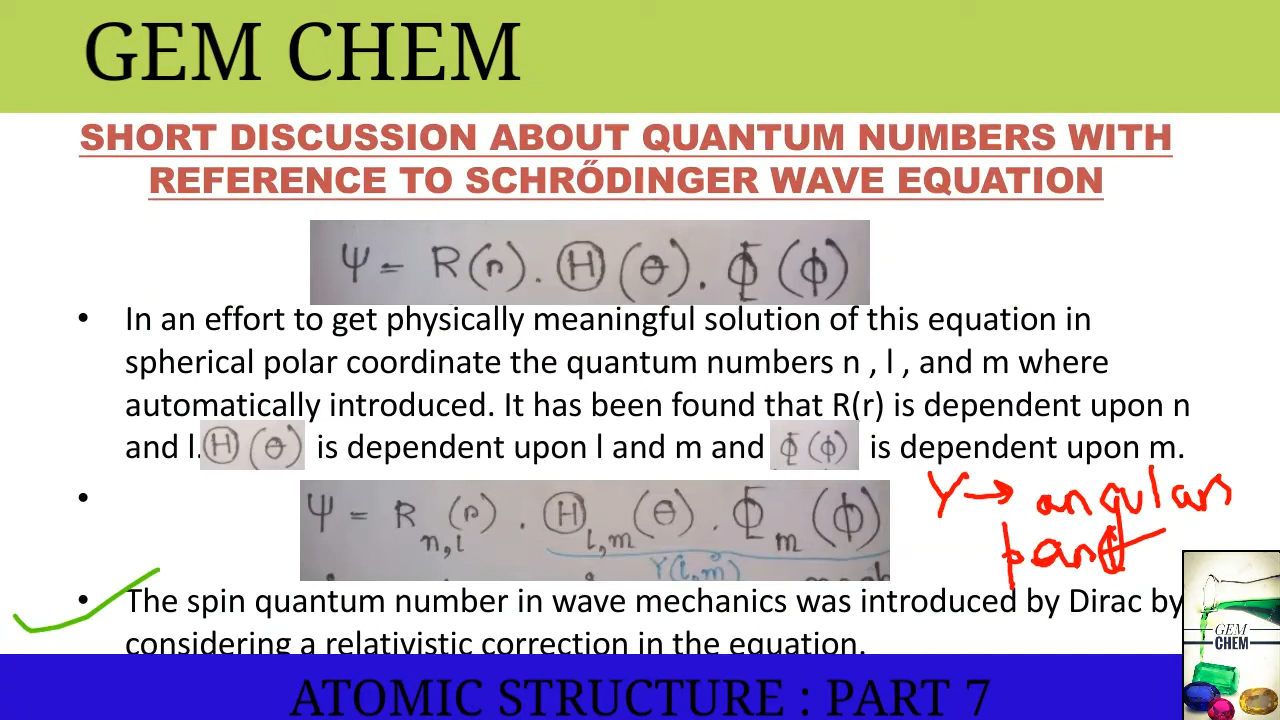 GEM CHEM
SHORT DISCUSSION ABOUT QUANTUM NUMBERS WITH
REFERENCE TO SCHRŐDINGER WAVE EQUATION
Ψ = R(r) . Ⓗ(θ) . Φ(ϕ)
• In an effort to get physically meaningful solution of this equation in
spherical polar coordinate the quantum numbers n , l , and m where
automatically introduced. It has been found that R(r) is dependent upon n
and l. Ⓗ(θ) is dependent upon l and m and Φ(ϕ) is dependent upon m.
• Ψ = R n,l (r) . Ⓗ l,m (θ) . Φ m (ϕ)
Y(l,m)
Y → angular
part
• The spin quantum number in wave mechanics was introduced by Dirac by
considering a relativistic correction in the equation.
GEM
CHEM
ATOMIC STRUCTURE : PART 7